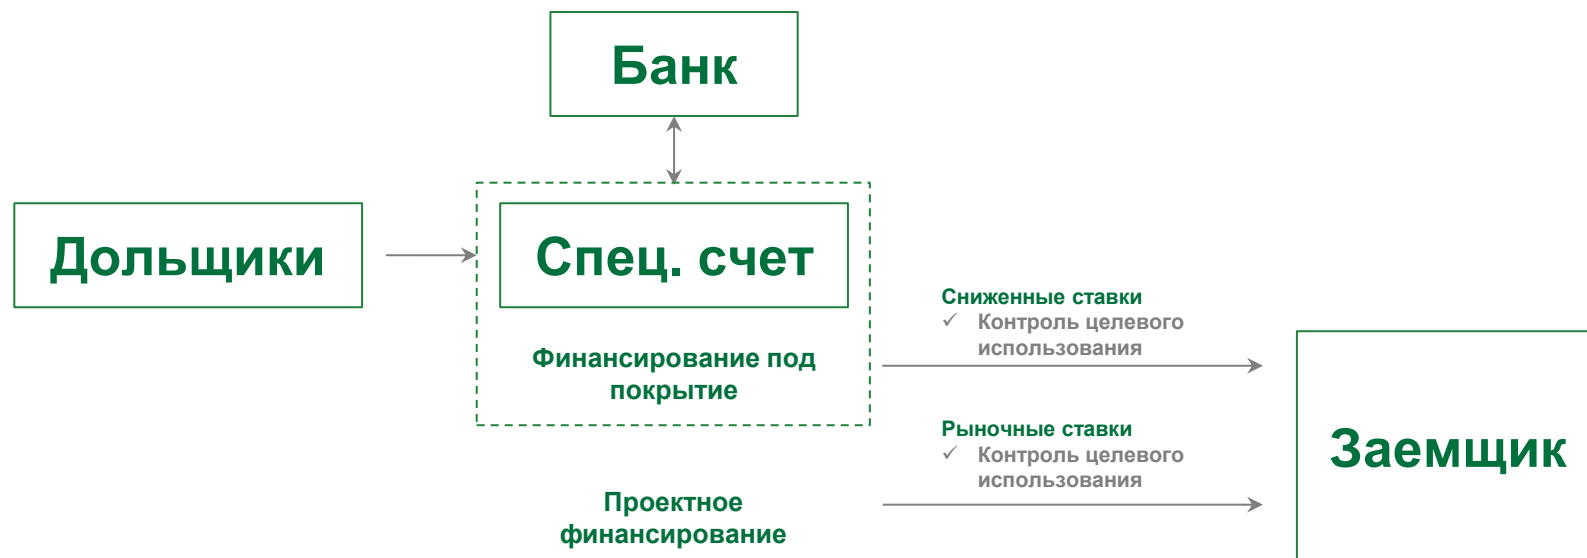 Банк
Дольщики
Спец. счет
Финансирование под
покрытие
Сниженные ставки
✓ Контроль целевого
использования
Рыночные ставки
✓ Контроль целевого
использования
Заемщик
Проектное
финансирование